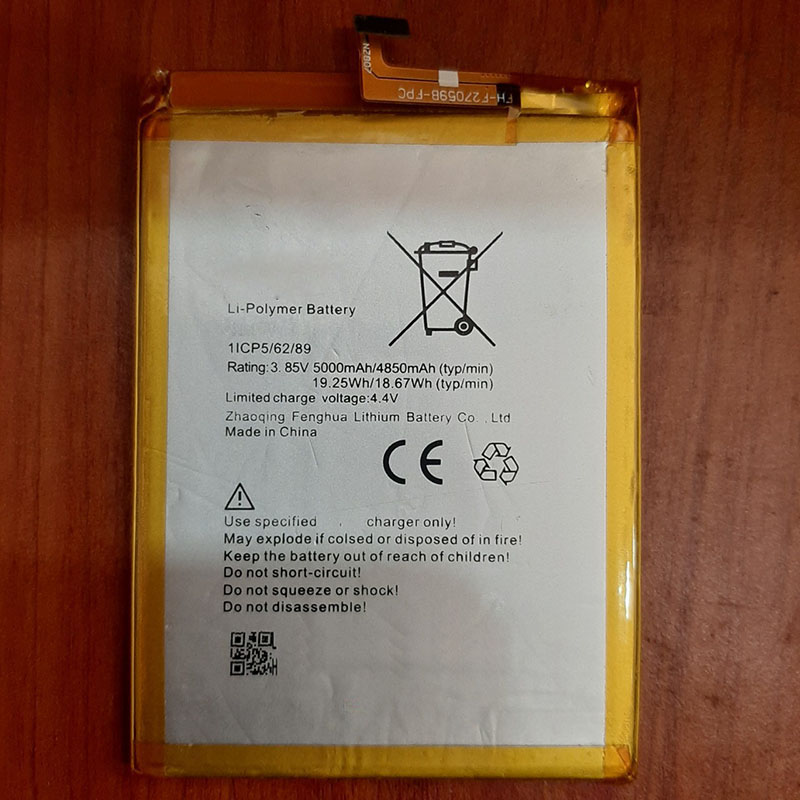 NZB07
FH-F270598-FPC
Li-Polymer Battery
1ICP5/62/89
Rating:3.85V 5000mAh/4850mAh (typ/min)
19.25Wh/18.67Wh (typ/min)
Limited charge voltage:4.4V
Zhaoqing Fenghua Lithium Battery Co. ,Ltd
Made in China
CE
Use specified , charger only!
May explode if colsed or disposed of in fire!
Keep the battery out of reach of children!
Do not short-circuit!
Do not squeeze or shock!
Do not disassemble!